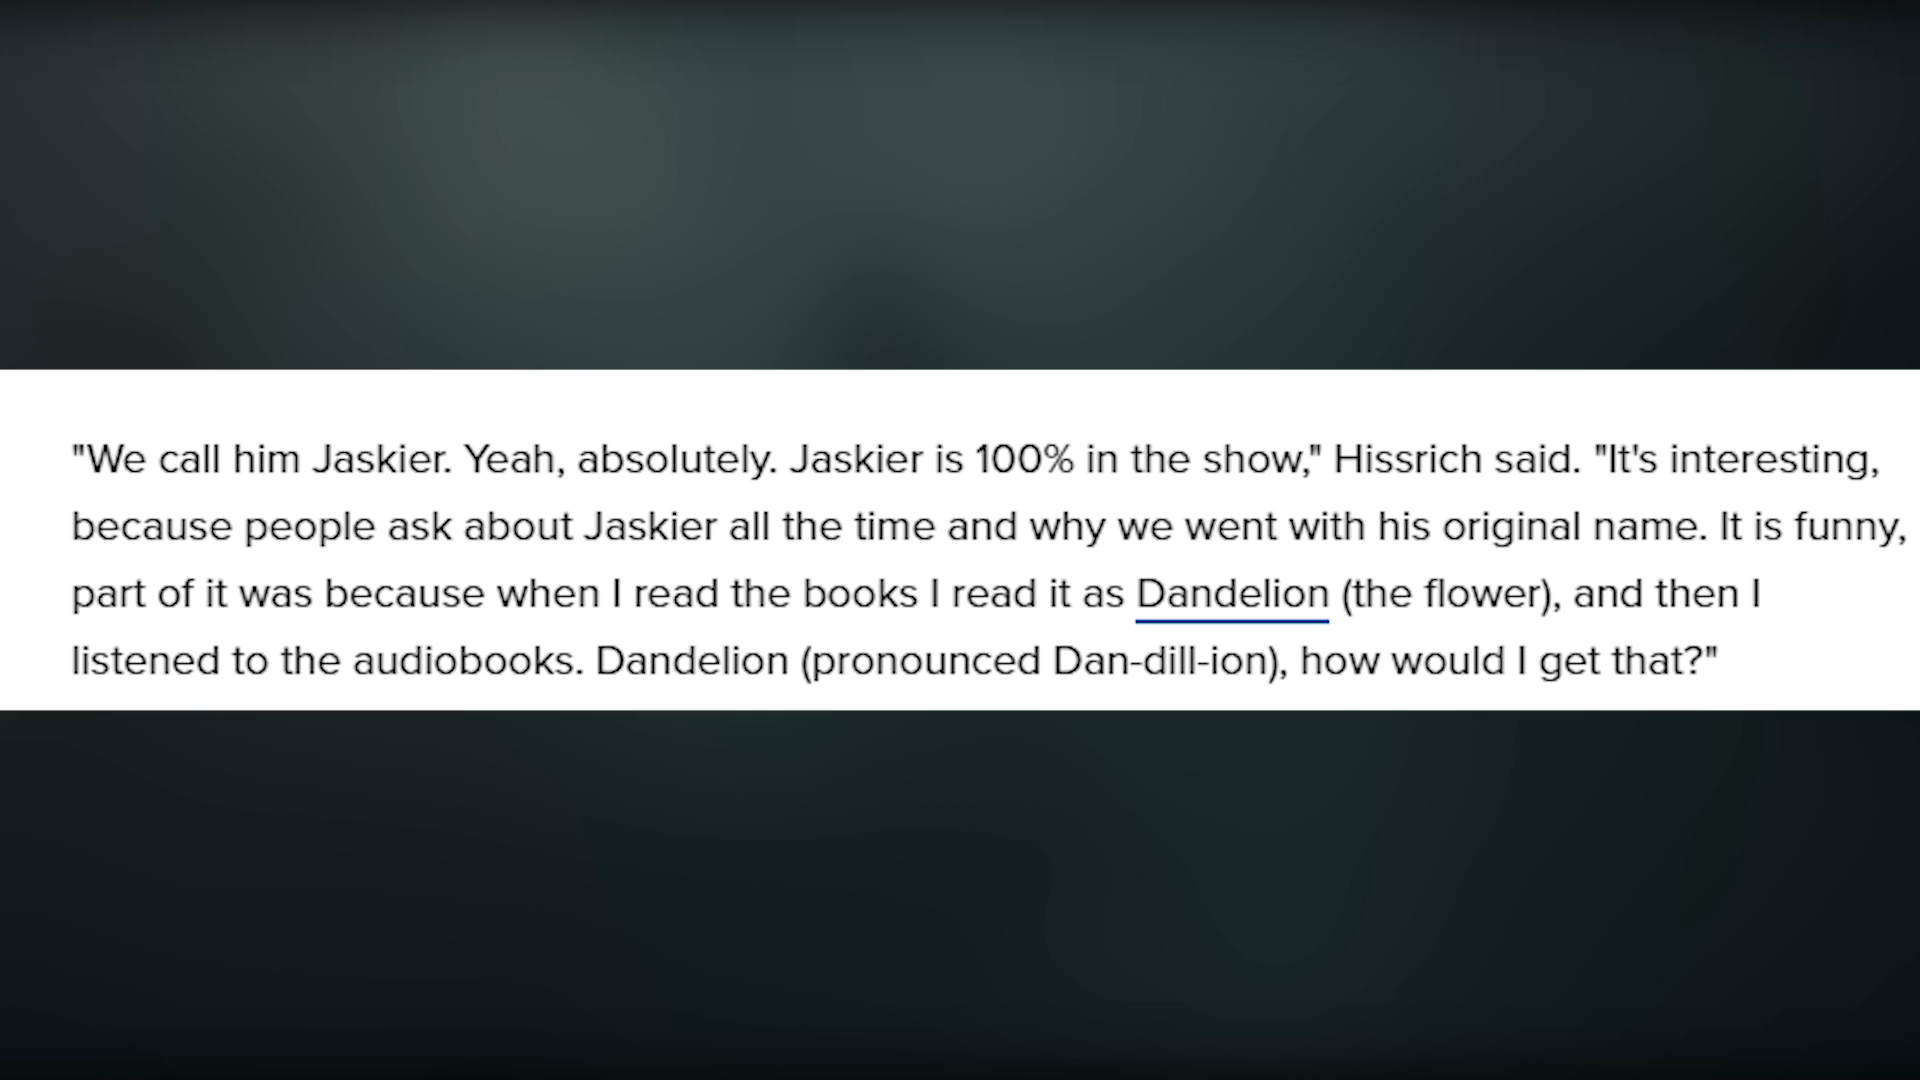 "We call him Jaskier. Yeah, absolutely. Jaskier is 100% in the show," Hissrich said. "It's interesting,
because people ask about Jaskier all the time and why we went with his original name. It is funny,
part of it was because when I read the books I read it as Dandelion (the flower), and then I
listened to the audiobooks. Dandelion (pronounced Dan-dill-ion), how would I get that?"